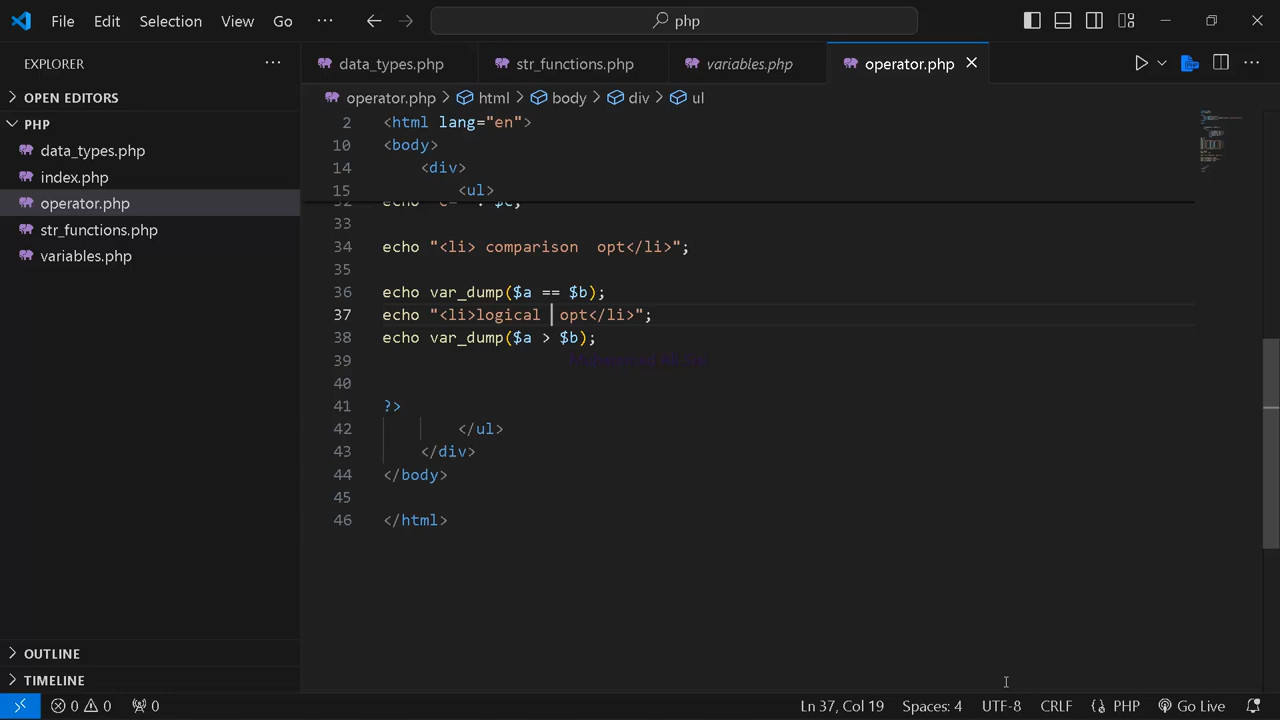 File Edit Selection View Go ··· php
EXPLORER ···
data_types.php str_functions.php variables.php operator.php
OPEN EDITORS
operator.php > html > body > div > ul
PHP
data_types.php
index.php
operator.php
str_functions.php
variables.php
2 <html lang="en">
10 <body>
14 <div>
15 <ul>
33
34 echo "<li> comparison  opt</li>";
35
36 echo var_dump($a == $b);
37 echo "<li>logical  opt</li>";
38 echo var_dump($a > $b);
39
40
41 ?>
42 </ul>
43 </div>
44 </body>
45
46 </html>
OUTLINE
TIMELINE
0 0 0 Ln 37, Col 19 Spaces: 4 UTF-8 CRLF PHP Go Live